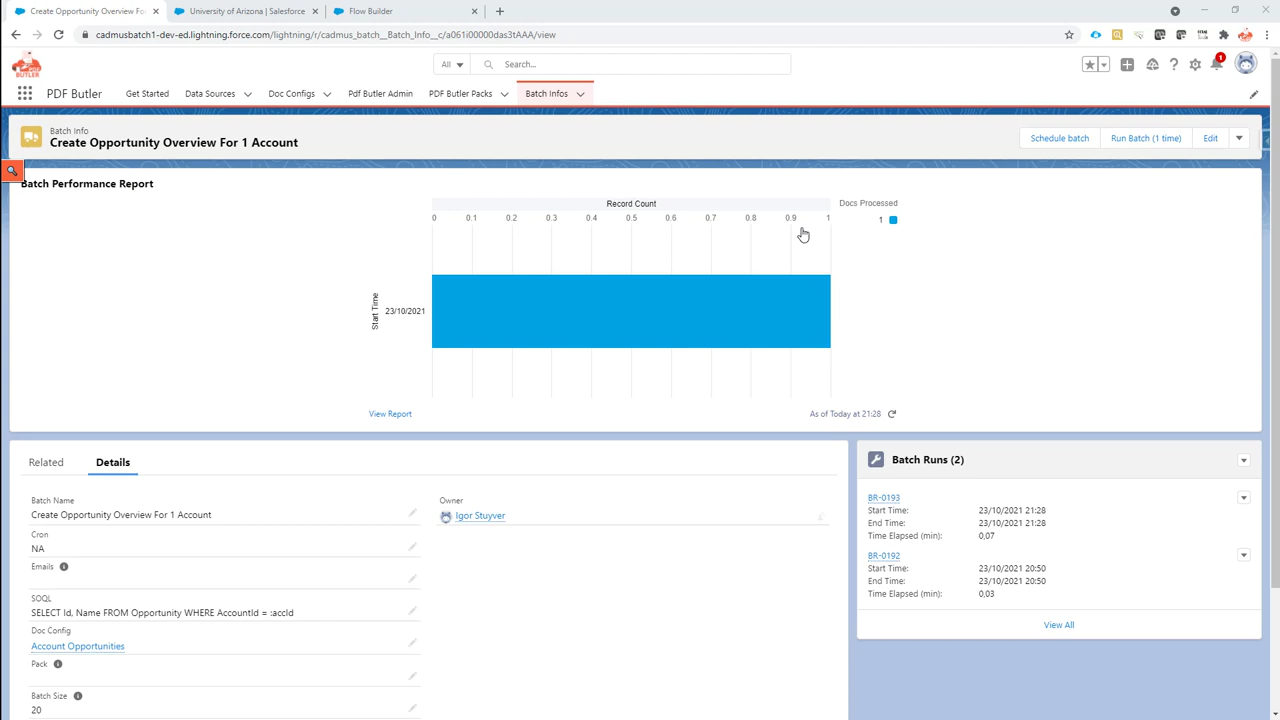 Create Opportunity Overview For
University of Arizona | Salesforce
Flow Builder
cadmusbatch1-dev-ed.lightning.force.com/lightning/r/cadmus_batch__Batch_Info__c/a061i00000das3tAAA/view
BUTLER
All
Search...
1
PDF Butler
Get Started
Data Sources
Doc Configs
Pdf Butler Admin
PDF Butler Packs
Batch Infos
Batch Info
Create Opportunity Overview For 1 Account
Schedule batch
Run Batch (1 time)
Edit
Batch Performance Report
Record Count
0 0.1 0.2 0.3 0.4 0.5 0.6 0.7 0.8 0.9 1
Docs Processed
1
Start Time
23/10/2021
View Report
As of Today at 21:28
Related
Details
Batch Name
Create Opportunity Overview For 1 Account
Owner
Igor Stuyver
Cron
NA
Emails
SOQL
SELECT Id, Name FROM Opportunity WHERE AccountId = :accId
Doc Config
Account Opportunities
Pack
Batch Size
20
Batch Runs (2)
BR-0193
Start Time: 23/10/2021 21:28
End Time: 23/10/2021 21:28
Time Elapsed (min): 0,07
BR-0192
Start Time: 23/10/2021 20:50
End Time: 23/10/2021 20:50
Time Elapsed (min): 0,03
View All